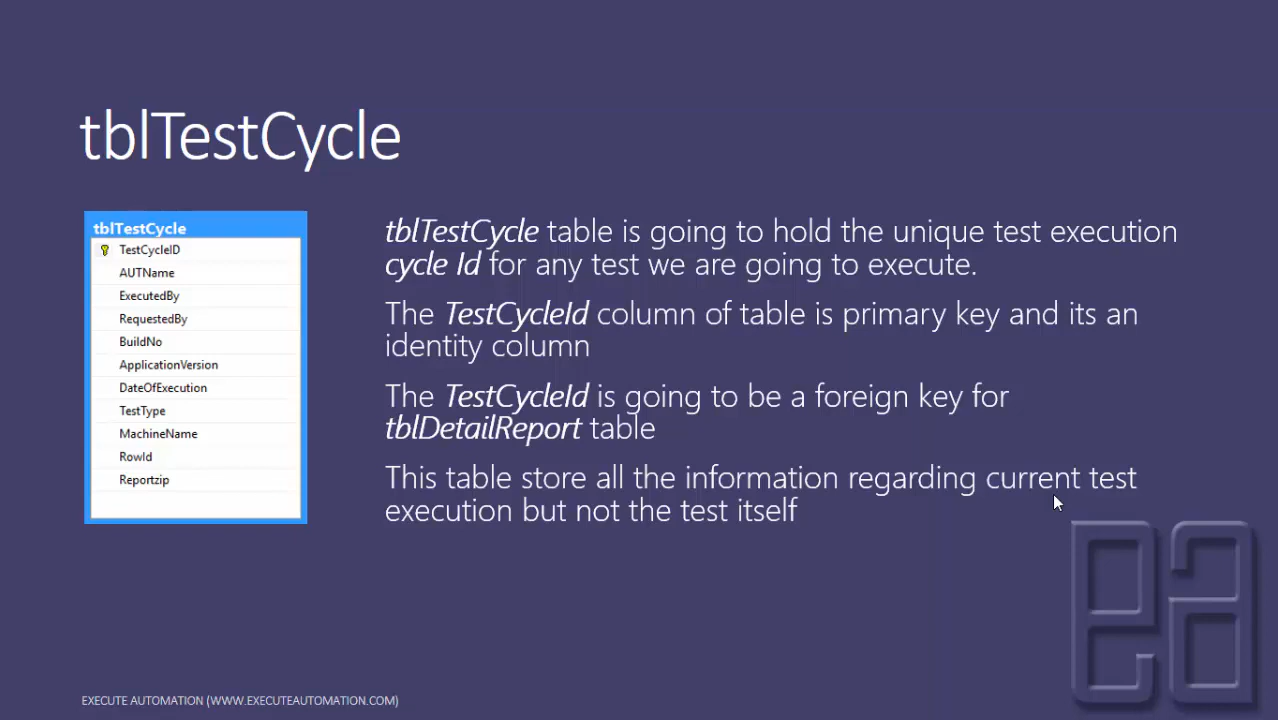 tblTestCycle
tblTestCycle
TestCycleID
AUTName
ExecutedBy
RequestedBy
BuildNo
ApplicationVersion
DateOfExecution
TestType
MachineName
RowId
Reportzip
tblTestCycle table is going to hold the unique test execution
cycle Id for any test we are going to execute.
The TestCycleId column of table is primary key and its an
identity column
The TestCycleId is going to be a foreign key for
tblDetailReport table
This table store all the information regarding current test
execution but not the test itself
ea
EXECUTE AUTOMATION (WWW.EXECUTEAUTOMATION.COM)